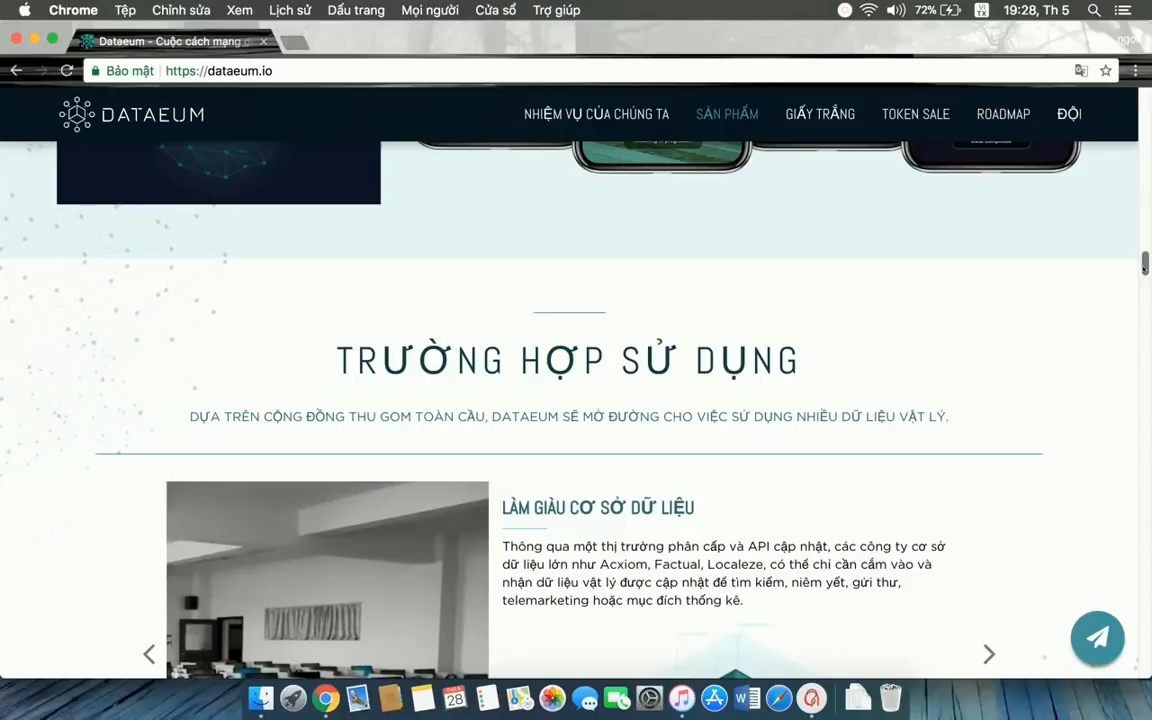 Chrome Tệp Chỉnh sửa Xem Lịch sử Dấu trang Mọi người Cửa sổ Trợ giúp 72% VI TX 19:28, Th 5
Dataeum - Cuộc cách mạng
Bảo mật https://dataeum.io
DATAEUM NHIỆM VỤ CỦA CHÚNG TA SẢN PHẨM GIẤY TRẮNG TOKEN SALE ROADMAP ĐỘI
TRƯỜNG HỢP SỬ DỤNG
DỰA TRÊN CỘNG ĐỒNG THU GOM TOÀN CẦU, DATAEUM SẼ MỞ ĐƯỜNG CHO VIỆC SỬ DỤNG NHIỀU DỮ LIỆU VẬT LÝ.
LÀM GIÀU CƠ SỞ DỮ LIỆU
Thông qua một thị trường phân cấp và API cập nhật, các công ty cơ sở
dữ liệu lớn như Acxiom, Factual, Localeze, có thể chỉ cần cắm vào và
nhận dữ liệu vật lý được cập nhật để tìm kiếm, niêm yết, gửi thư,
telemarketing hoặc mục đích thống kê.
28